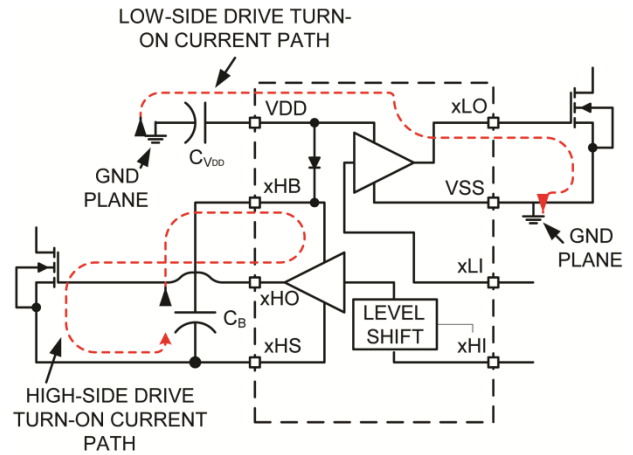 LOW-SIDE DRIVE TURN-
ON CURRENT PATH
VDD
xLO
GND
PLANE
CVDD
xHB
VSS
GND
PLANE
xHO
xLI
CB
LEVEL
SHIFT
xHS
xHI
HIGH-SIDE DRIVE
TURN-ON CURRENT
PATH